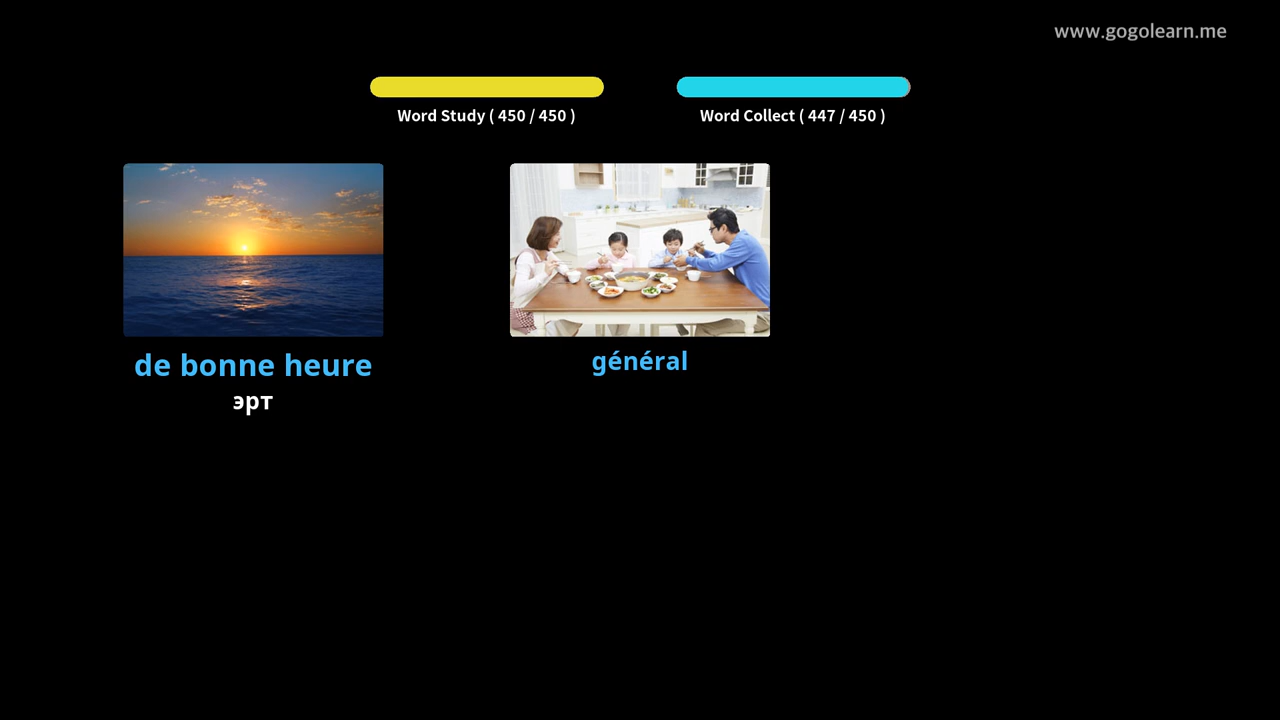 www.gogolearn.me
Word Study ( 450 / 450 )
Word Collect ( 447 / 450 )
de bonne heure
эрт
général